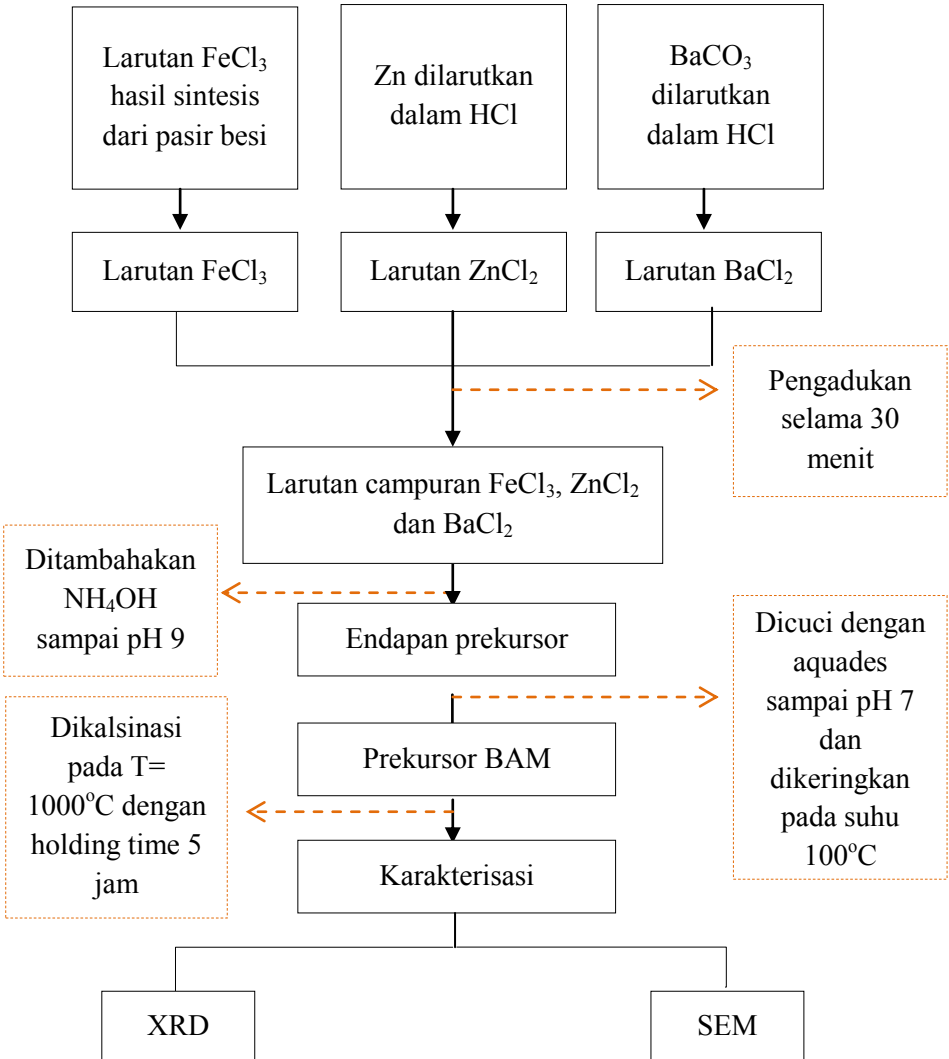 Larutan FeCl₃
hasil sintesis
dari pasir besi
Zn dilarutkan
dalam HCl
BaCO₃
dilarutkan
dalam HCl
Larutan FeCl₃
Larutan ZnCl₂
Larutan BaCl₂
Pengadukan
selama 30
menit
Larutan campuran FeCl₃, ZnCl₂
dan BaCl₂
Ditambahakan
NH₄OH
sampai pH 9
Endapan prekursor
Dicuci dengan
aquades
sampai pH 7
dan
dikeringkan
pada suhu
100°C
Prekursor BAM
Dikalsinasi
pada T=
1000°C dengan
holding time 5
jam
Karakterisasi
XRD
SEM